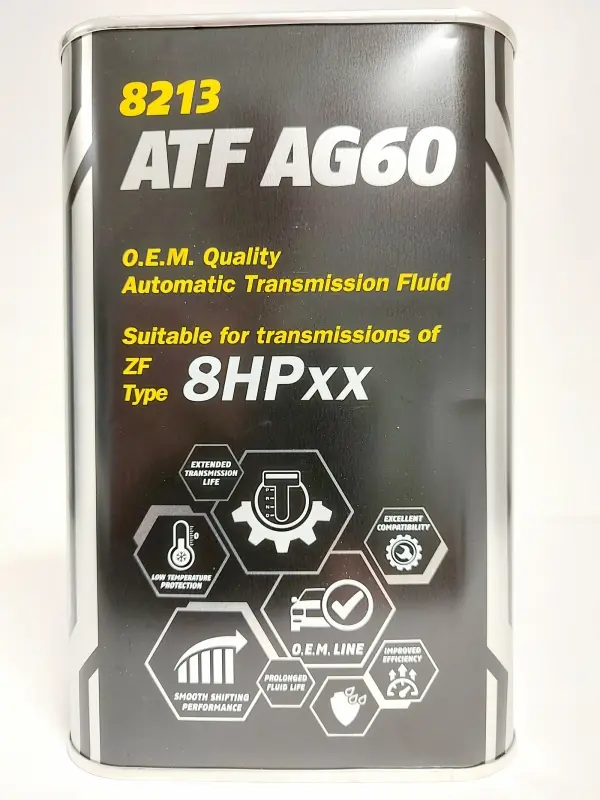 8213
ATF AG60
O.E.M. Quality
Automatic Transmission Fluid
Suitable for transmissions of
ZF
Type 8HPxx
EXTENDED
TRANSMISSION
LIFE
P
R
N
D
EXCELLENT
COMPATIBILITY
LOW TEMPERATURE
PROTECTION
O.E.M. LINE
SMOOTH SHIFTING
PERFORMANCE
PROLONGED
FLUID LIFE
IMPROVED
EFFICIENCY